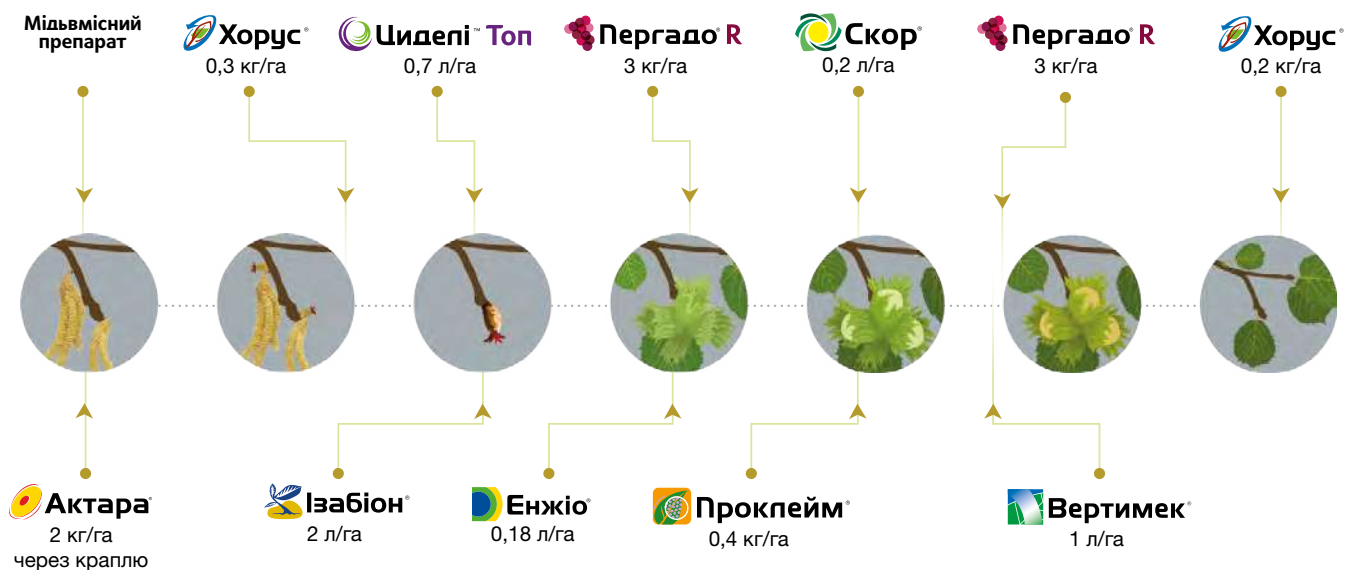 Мідьвмісний
препарат
Хорус®
0,3 кг/га
Циделі™ Топ
0,7 л/га
Пергадо® R
3 кг/га
Скор®
0,2 л/га
Пергадо® R
3 кг/га
Хорус®
0,2 кг/га
Актара®
2 кг/га
через краплю
Ізабіон®
2 л/га
Енжіо®
0,18 л/га
Проклейм®
0,4 кг/га
Вертимек®
1 л/га